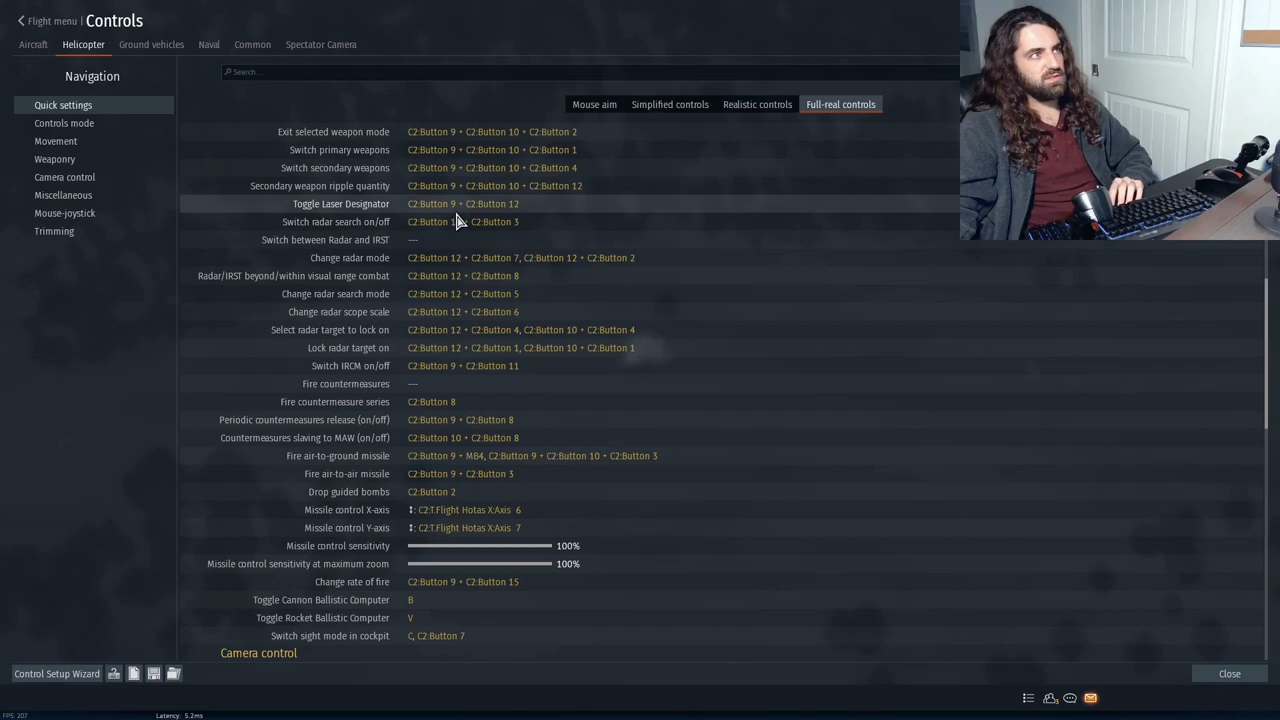 Flight menu | Controls
Aircraft Helicopter Ground vehicles Naval Common Spectator Camera
Navigation
Quick settings
Controls mode
Movement
Weaponry
Camera control
Miscellaneous
Mouse-joystick
Trimming
Search...
Mouse aim Simplified controls Realistic controls Full-real controls
Exit selected weapon mode C2:Button 9 + C2:Button 10 + C2:Button 2
Switch primary weapons C2:Button 9 + C2:Button 10 + C2:Button 1
Switch secondary weapons C2:Button 9 + C2:Button 10 + C2:Button 4
Secondary weapon ripple quantity C2:Button 9 + C2:Button 10 + C2:Button 12
Toggle Laser Designator C2:Button 9 + C2:Button 12
Switch radar search on/off C2:Button + C2:Button 3
Switch between Radar and IRST ---
Change radar mode C2:Button 12 + C2:Button 7, C2:Button 12 + C2:Button 2
Radar/IRST beyond/within visual range combat C2:Button 12 + C2:Button 8
Change radar search mode C2:Button 12 + C2:Button 5
Change radar scope scale C2:Button 12 + C2:Button 6
Select radar target to lock on C2:Button 12 + C2:Button 4, C2:Button 10 + C2:Button 4
Lock radar target on C2:Button 12 + C2:Button 1, C2:Button 10 + C2:Button 1
Switch IRCM on/off C2:Button 9 + C2:Button 11
Fire countermeasures ---
Fire countermeasure series C2:Button 8
Periodic countermeasures release (on/off) C2:Button 9 + C2:Button 8
Countermeasures slaving to MAW (on/off) C2:Button 10 + C2:Button 8
Fire air-to-ground missile C2:Button 9 + MB4, C2:Button 9 + C2:Button 10 + C2:Button 3
Fire air-to-air missile C2:Button 9 + C2:Button 3
Drop guided bombs C2:Button 2
Missile control X-axis ↕: C2:T.Flight Hotas X:Axis 6
Missile control Y-axis ↕: C2:T.Flight Hotas X:Axis 7
Missile control sensitivity 100%
Missile control sensitivity at maximum zoom 100%
Change rate of fire C2:Button 9 + C2:Button 15
Toggle Cannon Ballistic Computer B
Toggle Rocket Ballistic Computer V
Switch sight mode in cockpit C, C2:Button 7
Camera control
Control Setup Wizard
Close
3
FPS: 207 Latency: 5.2ms